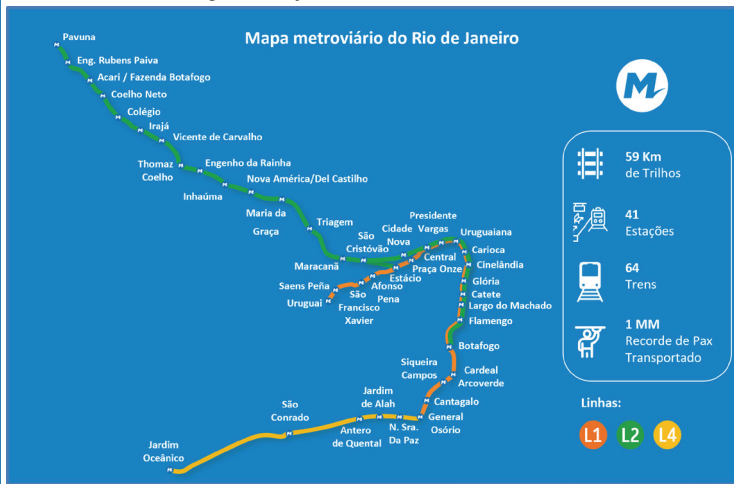 Mapa metroviário do Rio de Janeiro
Pavuna
Eng. Rubens Paiva
Acari / Fazenda Botafogo
Coelho Neto
Colégio
Irajá
Vicente de Carvalho
Thomaz
Coelho
Engenho da Rainha
Inhaúma
Nova América/Del Castilho
Maria da
Graça
Triagem
Maracanã
São
Cristóvão
Cidade
Nova
Presidente
Vargas
Uruguaiana
Carioca
Central
Praça Onze
Cinelândia
Estácio
Afonso
Pena
São
Francisco
Xavier
Saens Peña
Uruguai
Glória
Catete
Largo do Machado
Flamengo
Botafogo
Siqueira
Campos
Cardeal
Arcoverde
Cantagalo
General
Osório
N. Sra.
Da Paz
Jardim
de Alah
Antero
de Quental
São
Conrado
Jardim
Oceânico
M
59 Km
de Trilhos
41
Estações
64
Trens
1 MM
Recorde de Pax
Transportado
Linhas:
L1 L2 L4